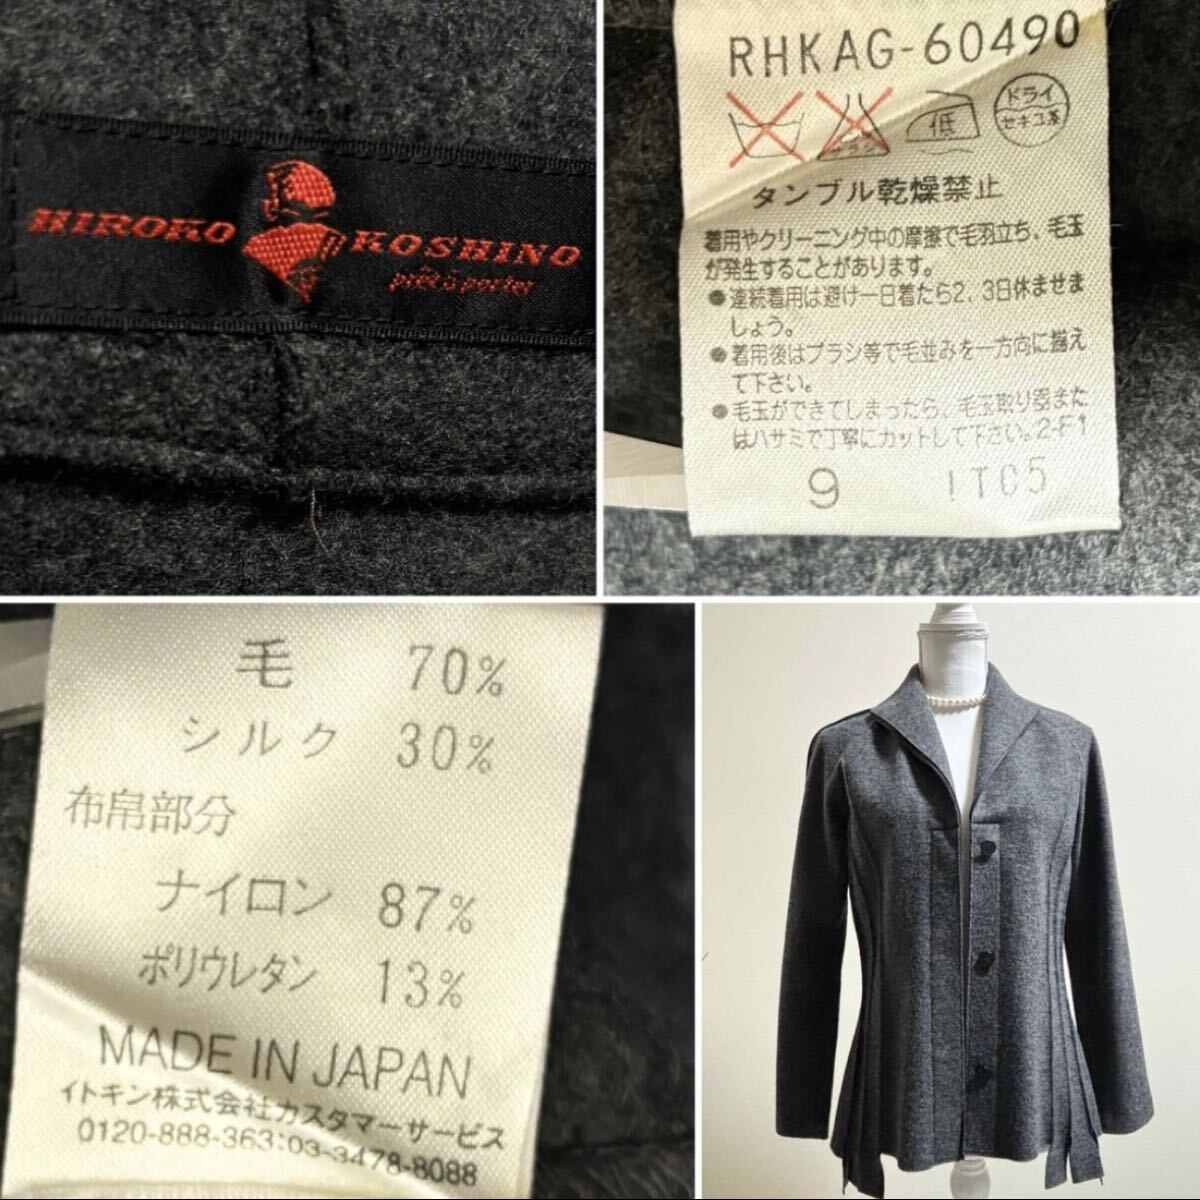 HIROKO KOSHINO
prêt à porter
RHKAG-60490
低
ドライ
セキユ系
タンブル乾燥禁止
着用やクリーニング中の摩擦で毛羽立ち、毛玉
が発生することがあります。
●連続着用は避け一日着たら2、3日休ませま
しょう。
●着用後はブラシ等で毛並みを一方向に揃え
て下さい。
●毛玉ができてしまったら、毛玉取り器また
はハサミで丁寧にカットして下さい。2-F1
9 IT05
毛 70%
シルク 30%
布帛部分
ナイロン 87%
ポリウレタン 13%
MADE IN JAPAN
イトキン株式会社カスタマーサービス
0120-888-363:03-3478-8088